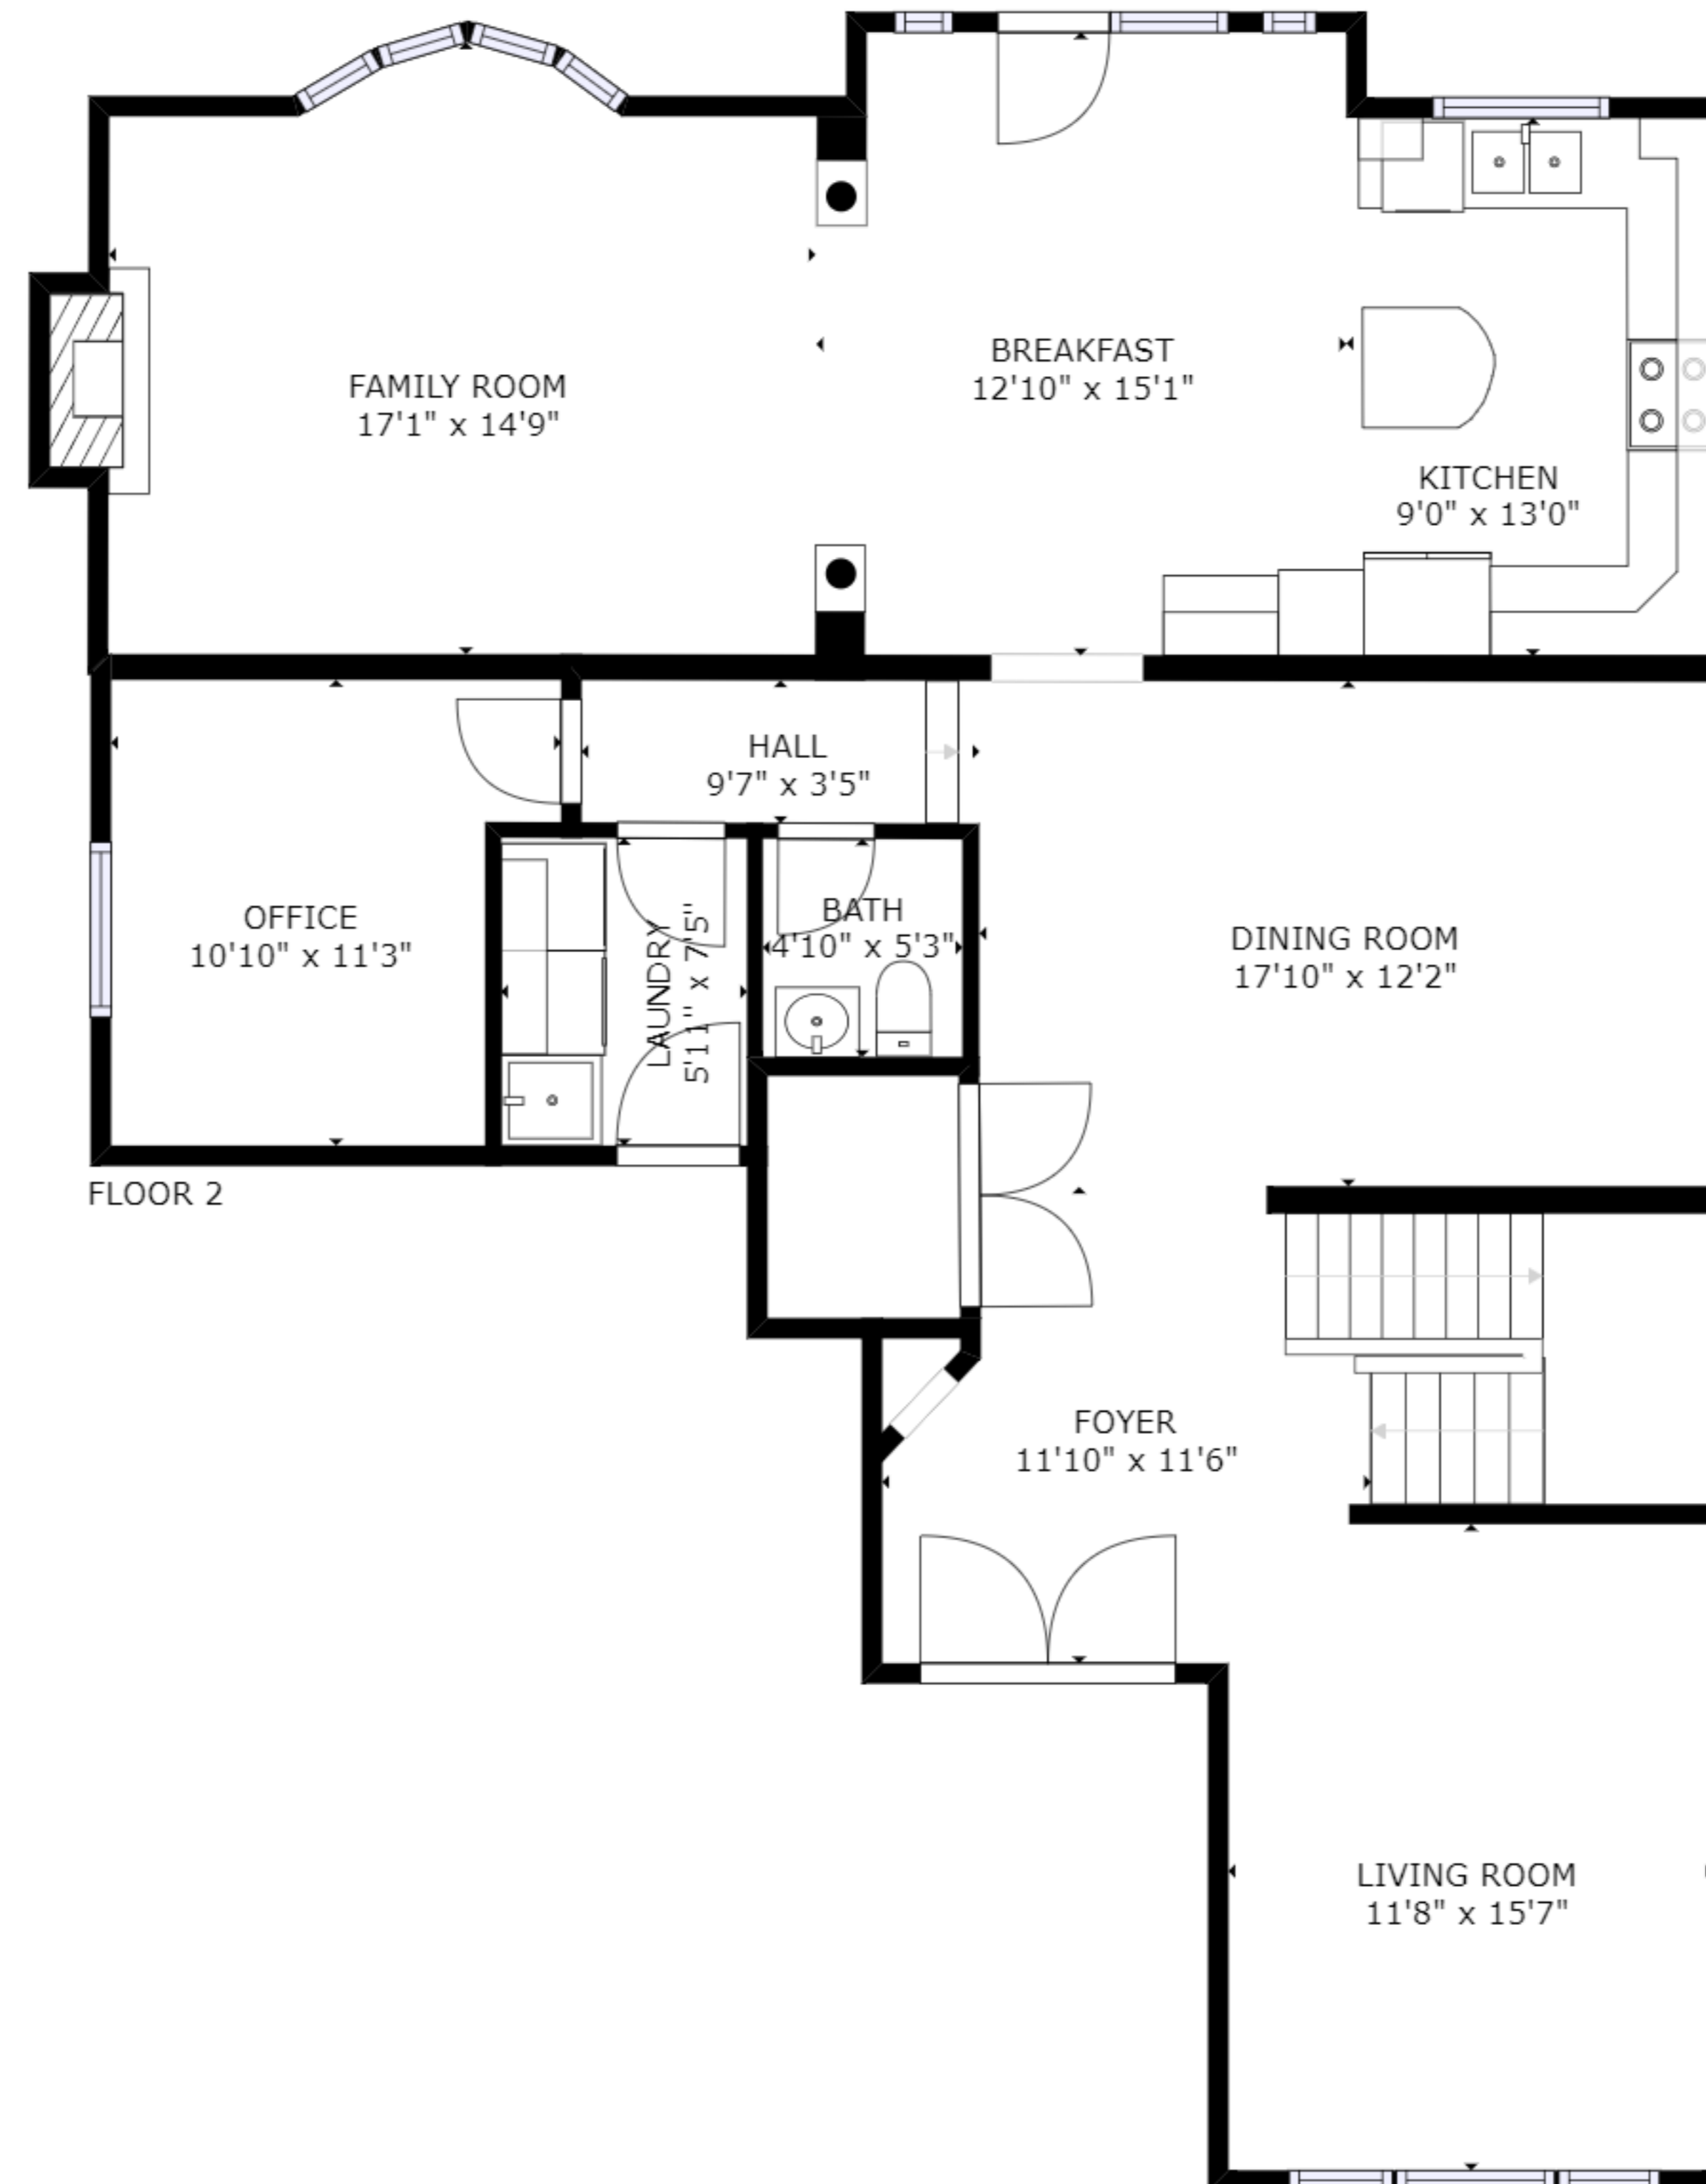 FAMILY ROOM
17'1" x 14'9"
BREAKFAST
12'10" x 15'1"
KITCHEN
9'0" x 13'0"
HALL
9'7" x 3'5"
OFFICE
10'10" x 11'3"
LAUNDRY
5'11" x 7'5"
BATH
4'10" x 5'3"
DINING ROOM
17'10" x 12'2"
FLOOR 2
FOYER
11'10" x 11'6"
LIVING ROOM
11'8" x 15'7"